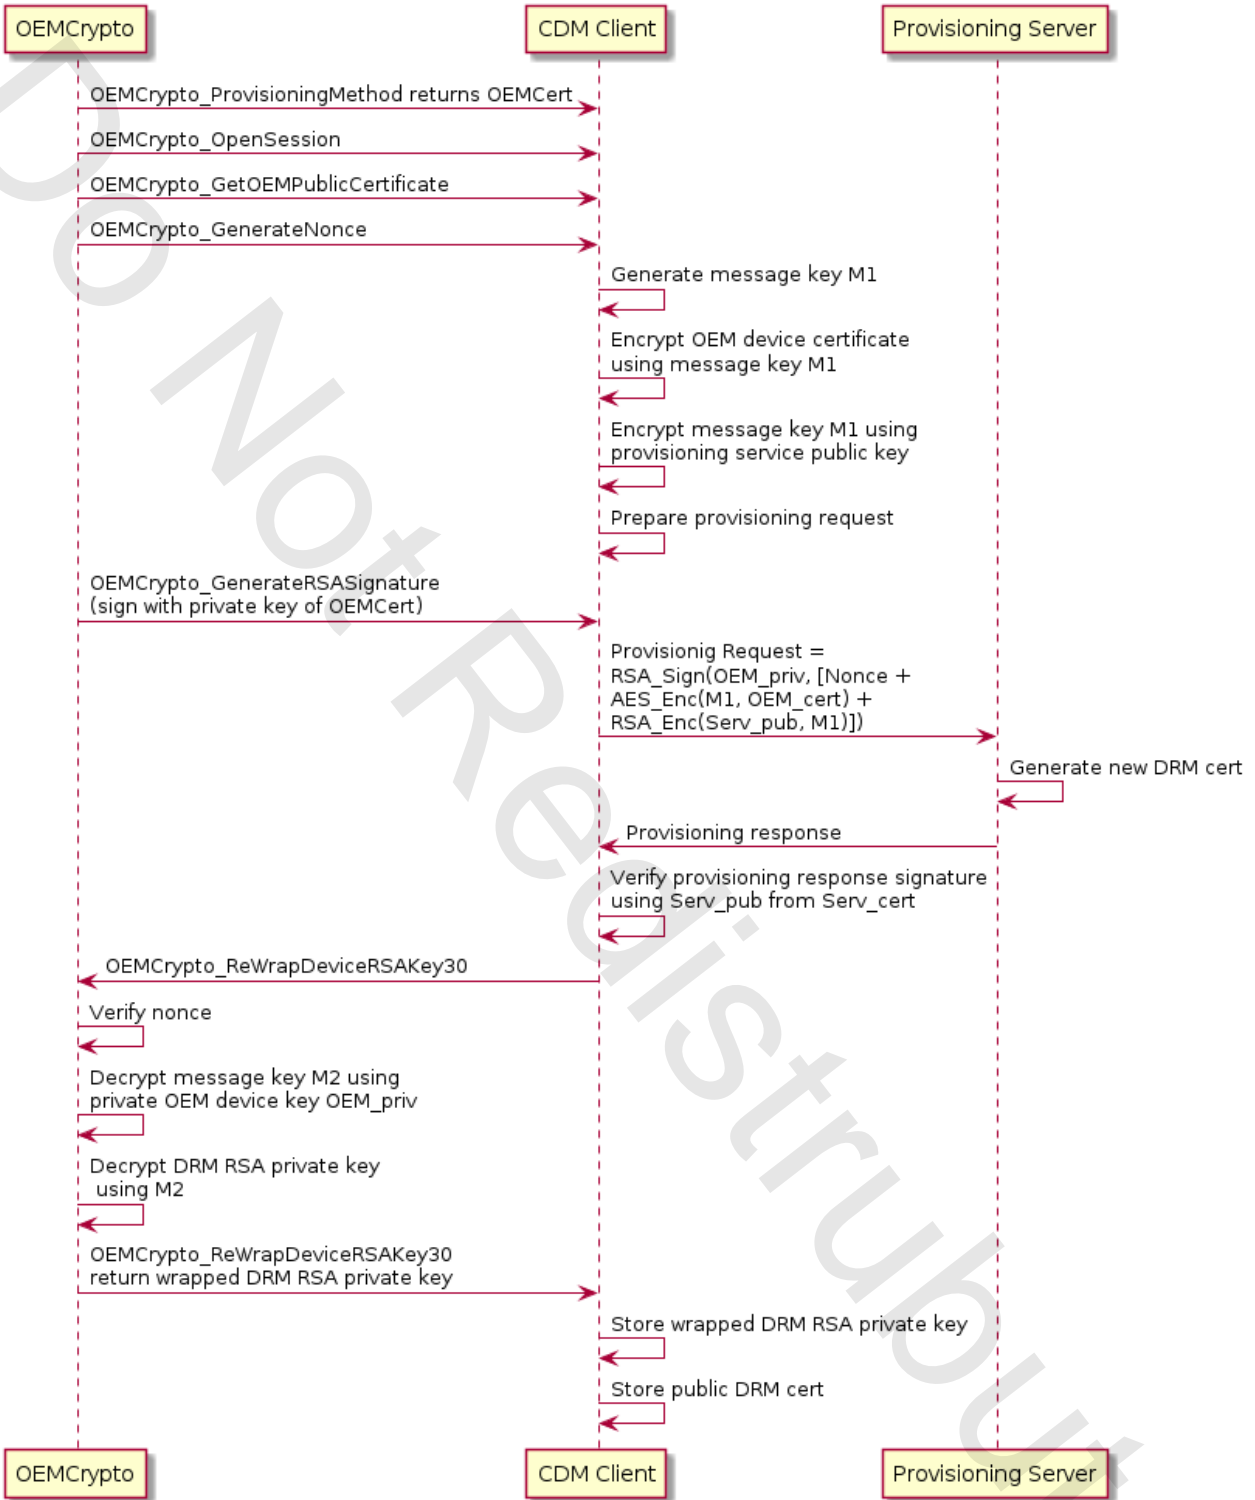 OEMCrypto
CDM Client
Provisioning Server
OEMCrypto_ProvisioningMethod returns OEMCert
OEMCrypto_OpenSession
OEMCrypto_GetOEMPublicCertificate
OEMCrypto_GenerateNonce
Generate message key M1
Encrypt OEM device certificate
using message key M1
Encrypt message key M1 using
provisioning service public key
Prepare provisioning request
OEMCrypto_GenerateRSASignature
(sign with private key of OEMCert)
Provisionig Request =
RSA_Sign(OEM_priv, [Nonce +
AES_Enc(M1, OEM_cert) +
RSA_Enc(Serv_pub, M1)])
Generate new DRM cert
Provisioning response
Verify provisioning response signature
using Serv_pub from Serv_cert
OEMCrypto_ReWrapDeviceRSAKey30
Verify nonce
Decrypt message key M2 using
private OEM device key OEM_priv
Decrypt DRM RSA private key
using M2
OEMCrypto_ReWrapDeviceRSAKey30
return wrapped DRM RSA private key
Store wrapped DRM RSA private key
Store public DRM cert
OEMCrypto
CDM Client
Provisioning Server
Do Not Redistribut